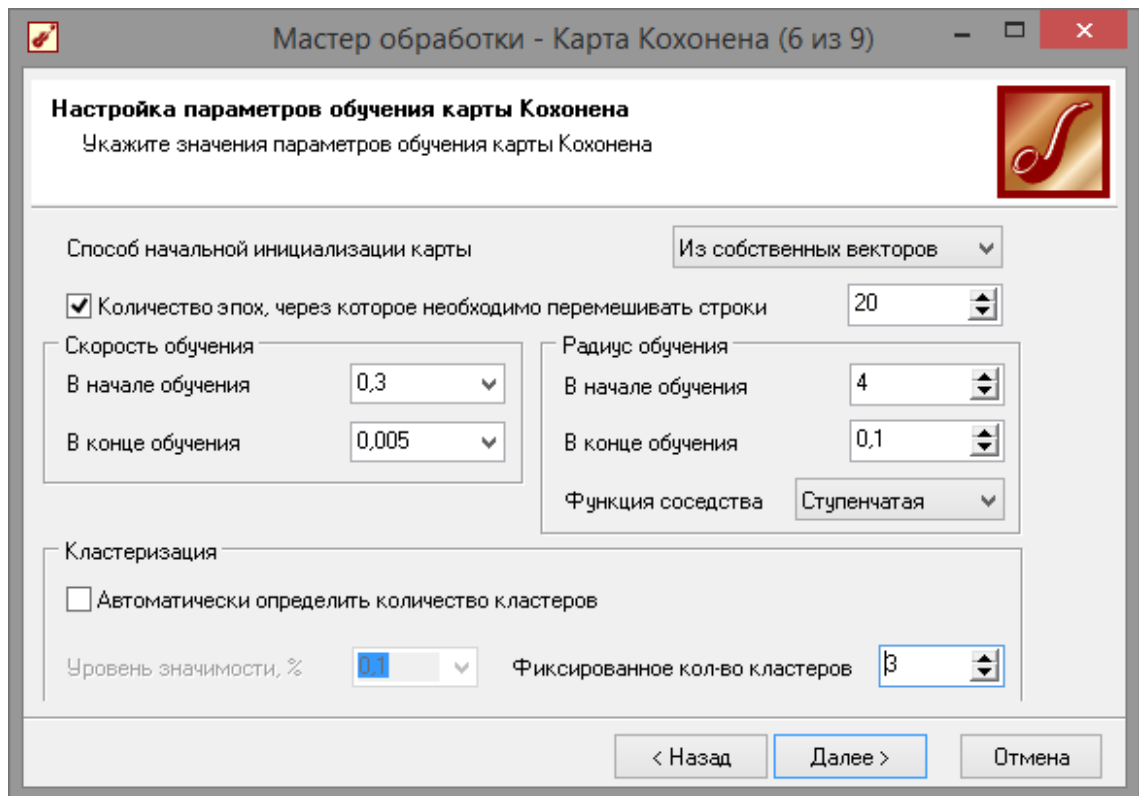 Мастер обработки - Карта Кохонена (6 из 9)
Настройка параметров обучения карты Кохонена
Укажите значения параметров обучения карты Кохонена
Способ начальной инициализации карты Из собственных векторов
Количество эпох, через которое необходимо перемешивать строки 20
Скорость обучения
В начале обучения 0,3
В конце обучения 0,005
Радиус обучения
В начале обучения 4
В конце обучения 0,1
Функция соседства Ступенчатая
Кластеризация
Автоматически определить количество кластеров
Уровень значимости, % 0,1 Фиксированное кол-во кластеров 3
< Назад Далее > Отмена